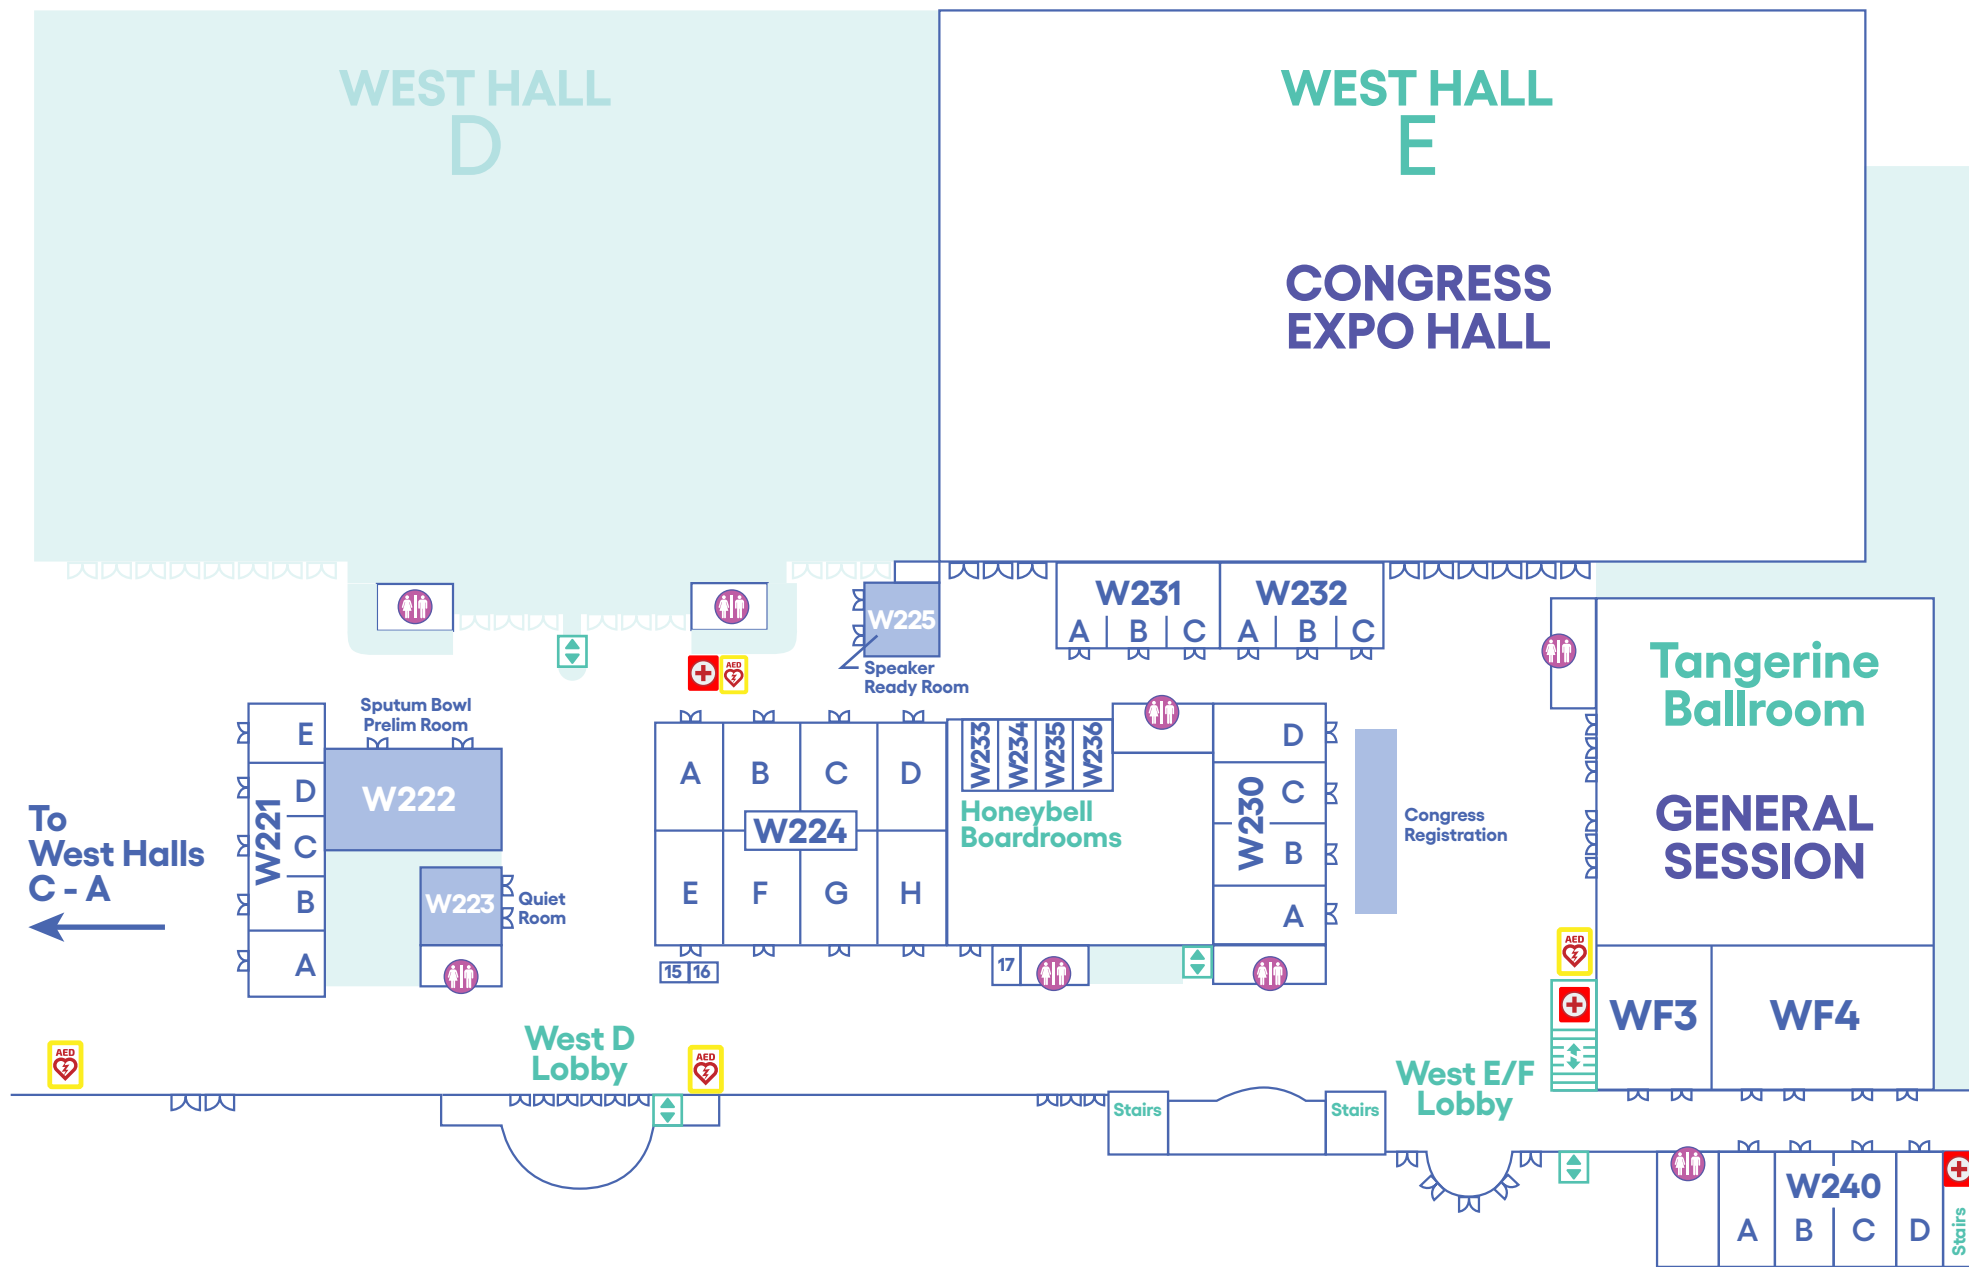 WEST HALL
D
WEST HALL
E
CONGRESS
EXPO HALL
W225
Speaker
Ready Room
W231
A B C
W232
A B C
Tangerine
Ballroom
GENERAL
SESSION
Sputum Bowl
Prelim Room
W222
W221
E
D
C
B
A
W223
Quiet
Room
To
West Halls
C - A
A B C D
W224
E F G H
15 16
W233
W234
W235
W236
Honeybell
Boardrooms
17
W230
D
C
B
A
Congress
Registration
AED
AED
AED
AED
WF3
WF4
West D
Lobby
West E/F
Lobby
Stairs
Stairs
W240
A B C D
Stairs